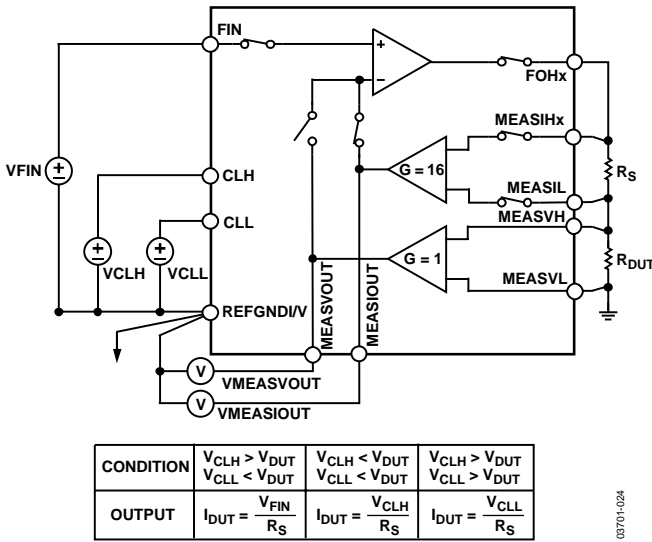 FIN
+
–
FOHx
MEASIHx
VFIN
±
G = 16
RS
CLH
MEASIL
MEASVH
CLL
±
VCLH
±
VCLL
G = 1
RDUT
MEASVL
REFGNDI/V
MEASVOUT
MEASIOUT
V
VMEASVOUT
V
VMEASIOUT
CONDITION
VCLH > VDUT
VCLL < VDUT
VCLH < VDUT
VCLL < VDUT
VCLH > VDUT
VCLL > VDUT
OUTPUT
IDUT = VFIN
RS
IDUT = VCLH
RS
IDUT = VCLL
RS
03701-024